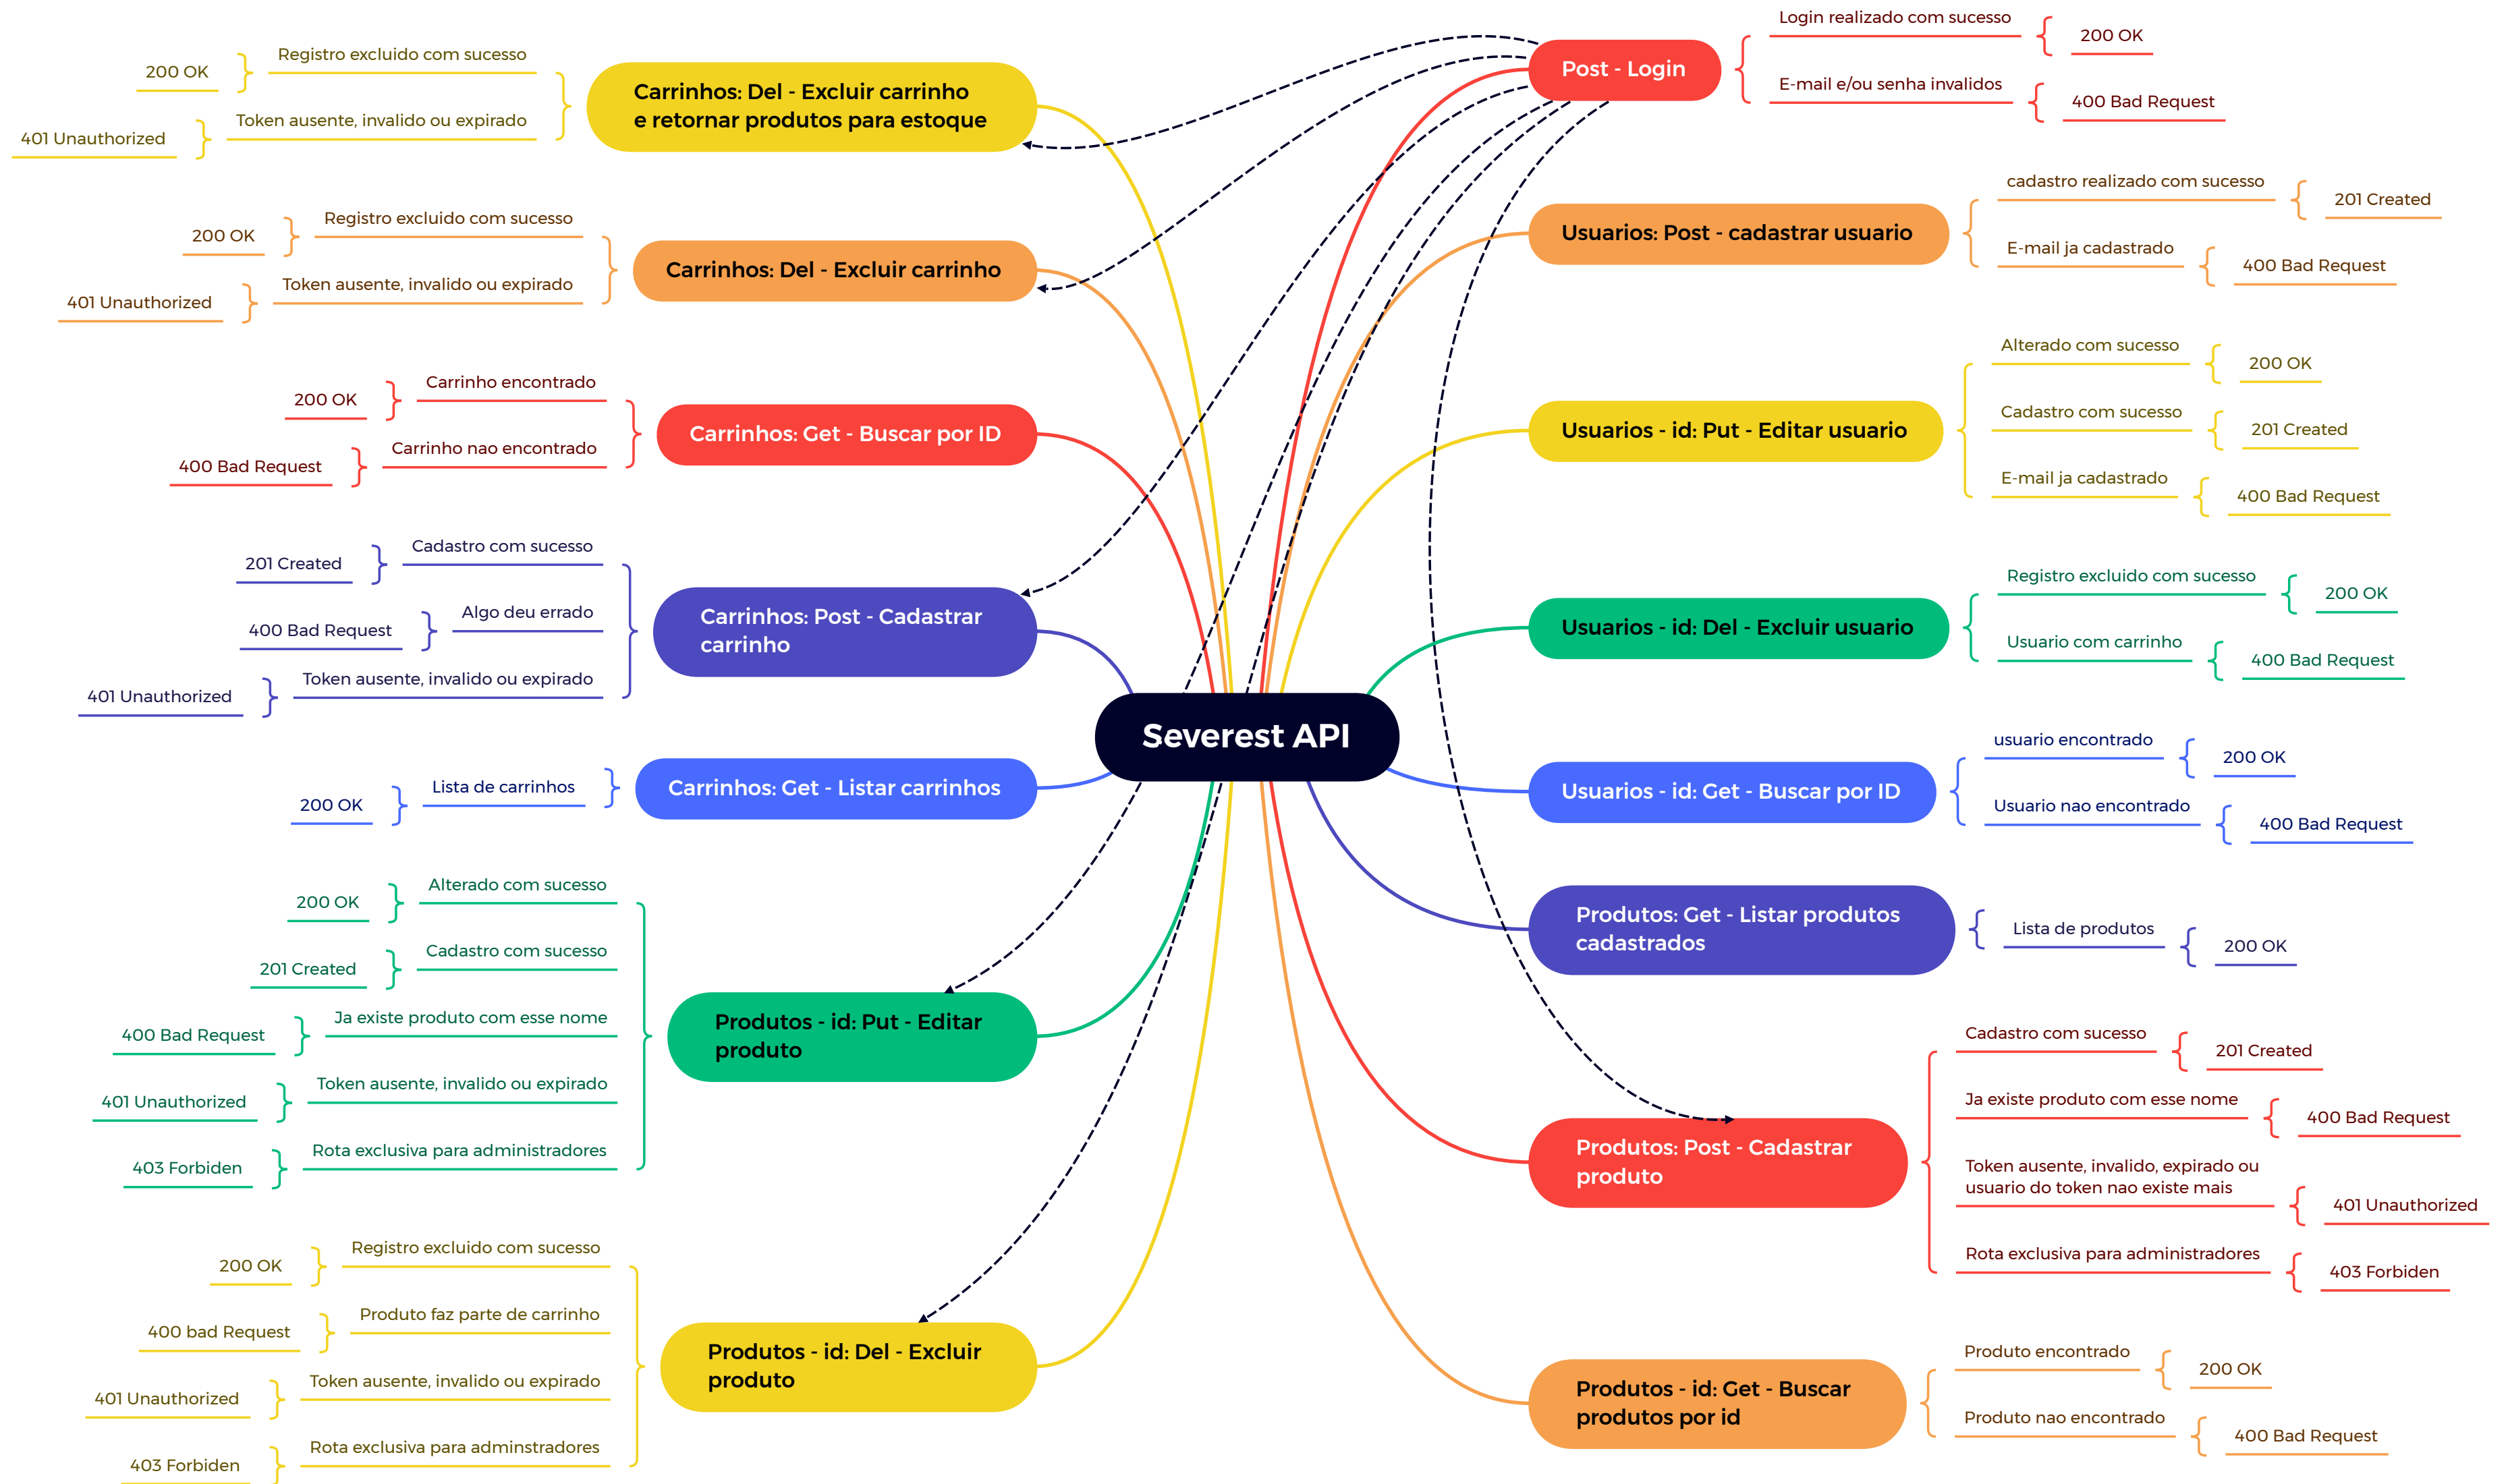 Severest API
Post - Login
Login realizado com sucesso
200 OK
E-mail e/ou senha invalidos
400 Bad Request
Usuarios: Post - cadastrar usuario
cadastro realizado com sucesso
201 Created
E-mail ja cadastrado
400 Bad Request
Usuarios - id: Put - Editar usuario
Alterado com sucesso
200 OK
Cadastro com sucesso
201 Created
E-mail ja cadastrado
400 Bad Request
Usuarios - id: Del - Excluir usuario
Registro excluido com sucesso
200 OK
Usuario com carrinho
400 Bad Request
Usuarios - id: Get - Buscar por ID
usuario encontrado
200 OK
Usuario nao encontrado
400 Bad Request
Produtos: Get - Listar produtos
cadastrados
Lista de produtos
200 OK
Produtos: Post - Cadastrar
produto
Cadastro com sucesso
201 Created
Ja existe produto com esse nome
400 Bad Request
Token ausente, invalido, expirado ou
usuario do token nao existe mais
401 Unauthorized
Rota exclusiva para administradores
403 Forbiden
Produtos - id: Get - Buscar
produtos por id
Produto encontrado
200 OK
Produto nao encontrado
400 Bad Request
Carrinhos: Del - Excluir carrinho
e retornar produtos para estoque
Registro excluido com sucesso
200 OK
Token ausente, invalido ou expirado
401 Unauthorized
Carrinhos: Del - Excluir carrinho
Registro excluido com sucesso
200 OK
Token ausente, invalido ou expirado
401 Unauthorized
Carrinhos: Get - Buscar por ID
Carrinho encontrado
200 OK
Carrinho nao encontrado
400 Bad Request
Carrinhos: Post - Cadastrar
carrinho
Cadastro com sucesso
201 Created
Algo deu errado
400 Bad Request
Token ausente, invalido ou expirado
401 Unauthorized
Carrinhos: Get - Listar carrinhos
Lista de carrinhos
200 OK
Produtos - id: Put - Editar
produto
Alterado com sucesso
200 OK
Cadastro com sucesso
201 Created
Ja existe produto com esse nome
400 Bad Request
Token ausente, invalido ou expirado
401 Unauthorized
Rota exclusiva para administradores
403 Forbiden
Produtos - id: Del - Excluir
produto
Registro excluido com sucesso
200 OK
Produto faz parte de carrinho
400 bad Request
Token ausente, invalido ou expirado
401 Unauthorized
Rota exclusiva para adminstradores
403 Forbiden